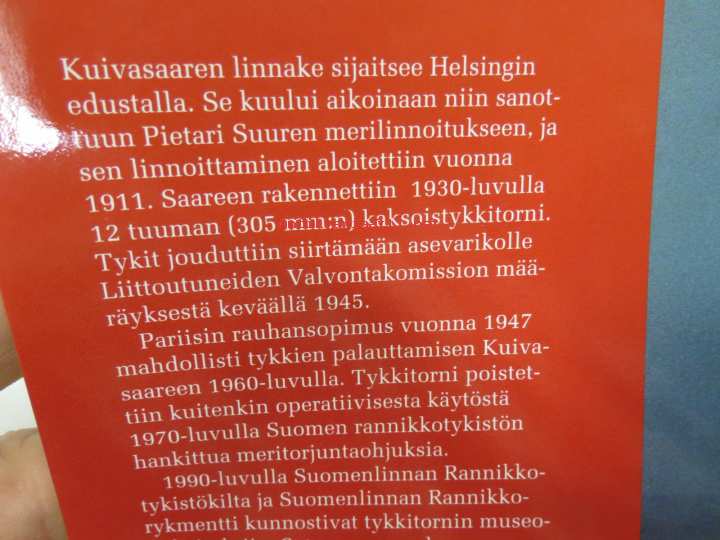 Kuivasaaren linnake sijaitsee Helsingin
edustalla. Se kuului aikoinaan niin sanot-
tuun Pietari Suuren merilinnoitukseen, ja
sen linnoittaminen aloitettiin vuonna
1911. Saareen rakennettiin 1930-luvulla
12 tuuman (305 mm:n) kaksoistykkitorni.
Tykit jouduttiin siirtämään asevarikolle
Liittoutuneiden Valvontakomission mää-
räyksestä keväällä 1945.
Pariisin rauhansopimus vuonna 1947
mahdollisti tykkien palauttamisen Kuiva-
saareen 1960-luvulla. Tykkitorni poistet-
tiin kuitenkin operatiivisesta käytöstä
1970-luvulla Suomen rannikkotykistön
hankittua meritorjuntaohjuksia.
1990-luvulla Suomenlinnan Rannikko-
tykistökilta ja Suomenlinnan Rannikko-
rykmentti kunnostivat tykkitornin museo-